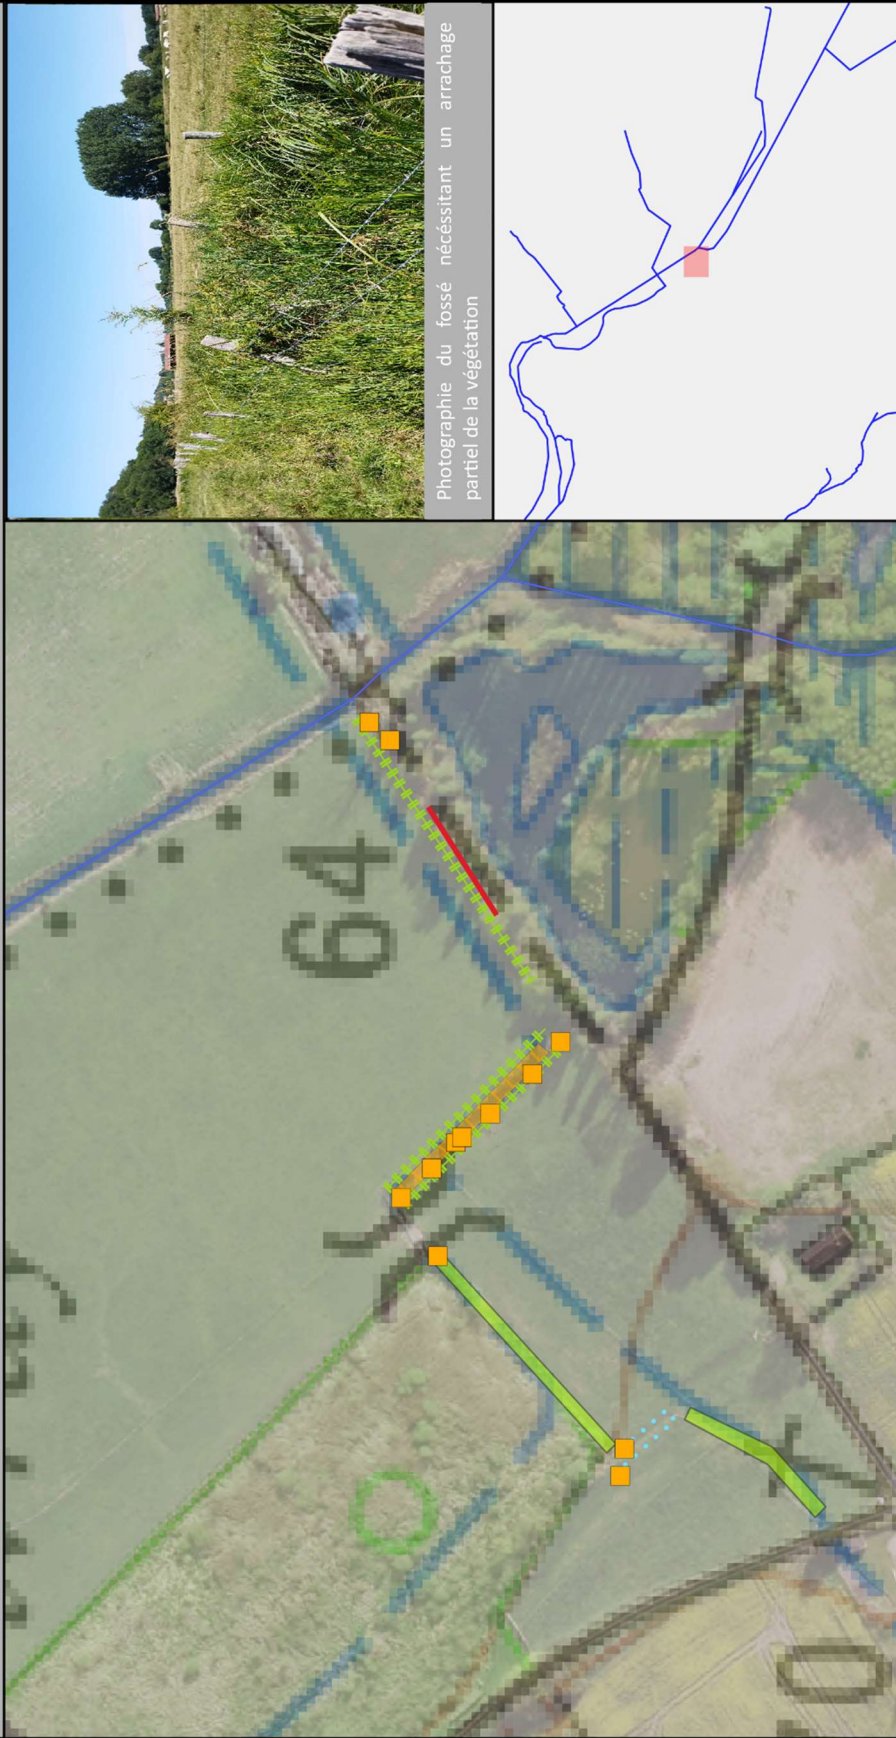 Photographie du fossé nécéssitant un arrachage
partiel de la végétation
64